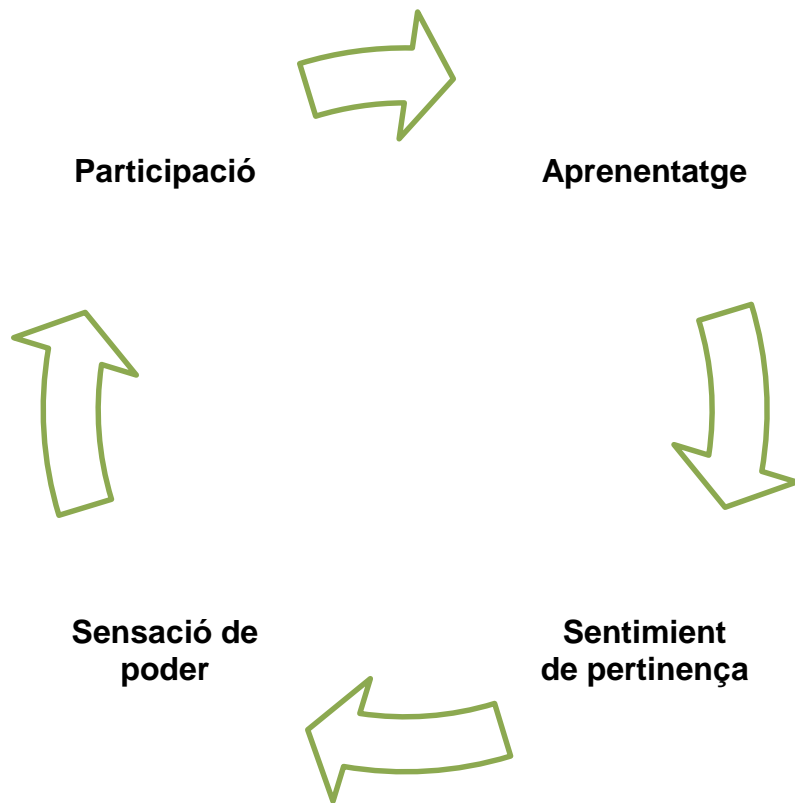 Participació
Aprenentatge
Sensació de
poder
Sentimient
de pertinença